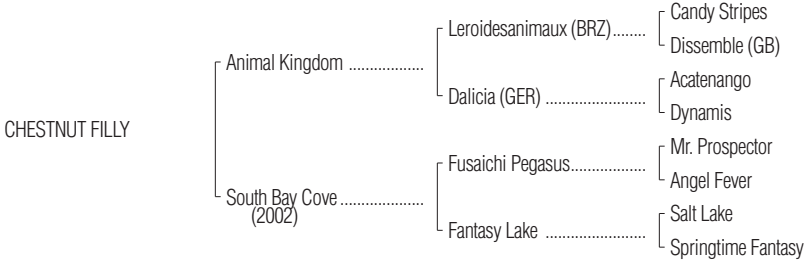 Candy Stripes
Leroidesanimaux (BRZ)........
Dissemble (GB)
Animal Kingdom ..................
Acatenango
Dalicia (GER) ........................
Dynamis
CHESTNUT FILLY
Mr. Prospector
Fusaichi Pegasus..................
Angel Fever
South Bay Cove ....................
(2002)
Salt Lake
Fantasy Lake ........................
Springtime Fantasy